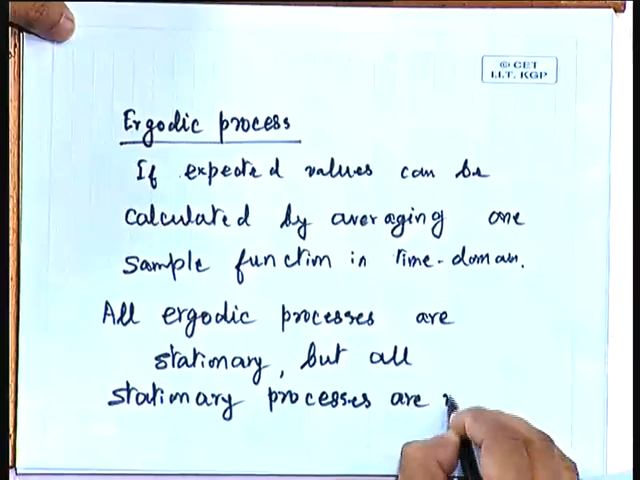 © CET
I.I.T. KGP
Ergodic process
If expected values can be
calculated by averaging one
sample function in time-domain.
All ergodic processes are
stationary, but all
stationary processes are